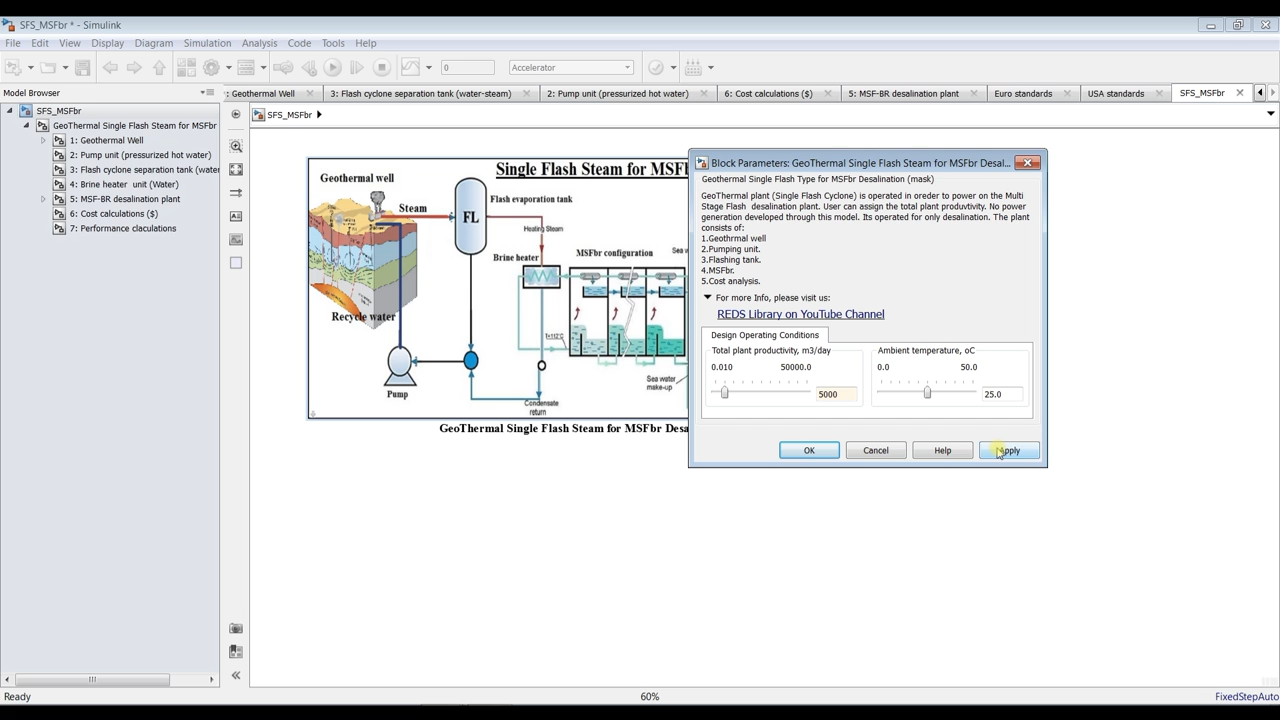 SFS_MSFbr * - Simulink
File Edit View Display Diagram Simulation Analysis Code Tools Help
0 Accelerator
Model Browser
: Geothermal Well 3: Flash cyclone separation tank (water-steam) 2: Pump unit (pressurized hot water) 6: Cost calculations ($) 5: MSF-BR desalination plant Euro standards USA standards SFS_MSFbr
SFS_MSFbr
GeoThermal Single Flash Steam for MSFbr
1: Geothermal Well
2: Pump unit (pressurized hot water)
3: Flash cyclone separation tank (water
4: Brine heater unit (Water)
5: MSF-BR desalination plant
6: Cost calculations ($)
7: Performance claculations
SFS_MSFbr
Single Flash Steam for MSF
Geothermal well
Steam
FL
Flash evaporation tank
Heating Steam
Brine heater
MSFbr configuration
Sea w
Recycle water
T=112°C
Pump
Sea water
make-up
Condensate
return
GeoThermal Single Flash Steam for MSFbr Desa
Block Parameters: GeoThermal Single Flash Steam for MSFbr Desal...
Geothermal Single Flash Type for MSFbr Desalination (mask)
GeoThermal plant (Single Flash Cyclone) is operated in oreder to power on the Multi
Stage Flash desalination plant. User can assign the total plant productivity. No power
generation developed through this model. Its operated for only desalination. The plant
consists of:
1.Geothrmal well
2.Pumping unit.
3.Flashing tank.
4.MSFbr.
5.Cost analysis.
For more Info, please visit us:
REDS Library on YouTube Channel
Design Operating Conditions
Total plant productivity, m3/day Ambient temperature, oC
0.010 50000.0 0.0 50.0
5000 25.0
OK Cancel Help Apply
Ready 60% FixedStepAuto